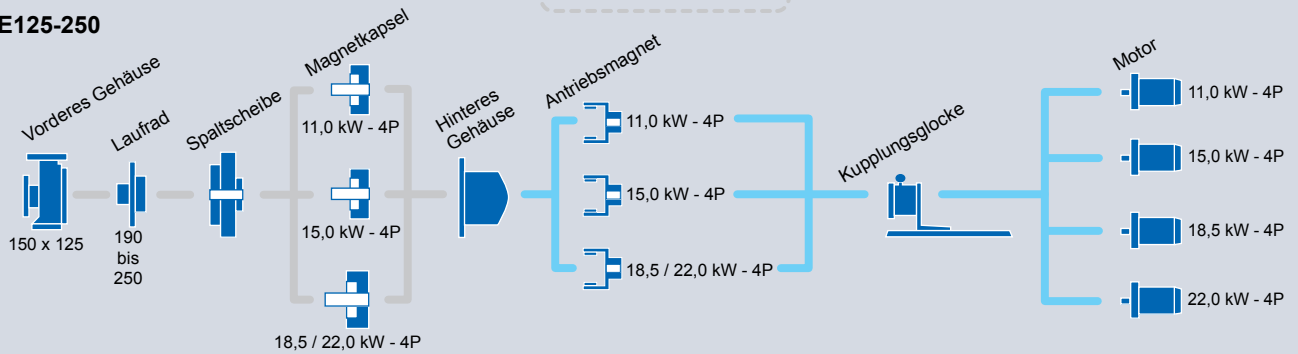 E125-250
Vorderes Gehäuse
150 x 125
Laufrad
190
bis
250
Spaltscheibe
Magnetkapsel
11,0 kW - 4P
15,0 kW - 4P
18,5 / 22,0 kW - 4P
Hinteres
Gehäuse
Antriebsmagnet
11,0 kW - 4P
15,0 kW - 4P
18,5 / 22,0 kW - 4P
Kupplungsglocke
Motor
11,0 kW - 4P
15,0 kW - 4P
18,5 kW - 4P
22,0 kW - 4P